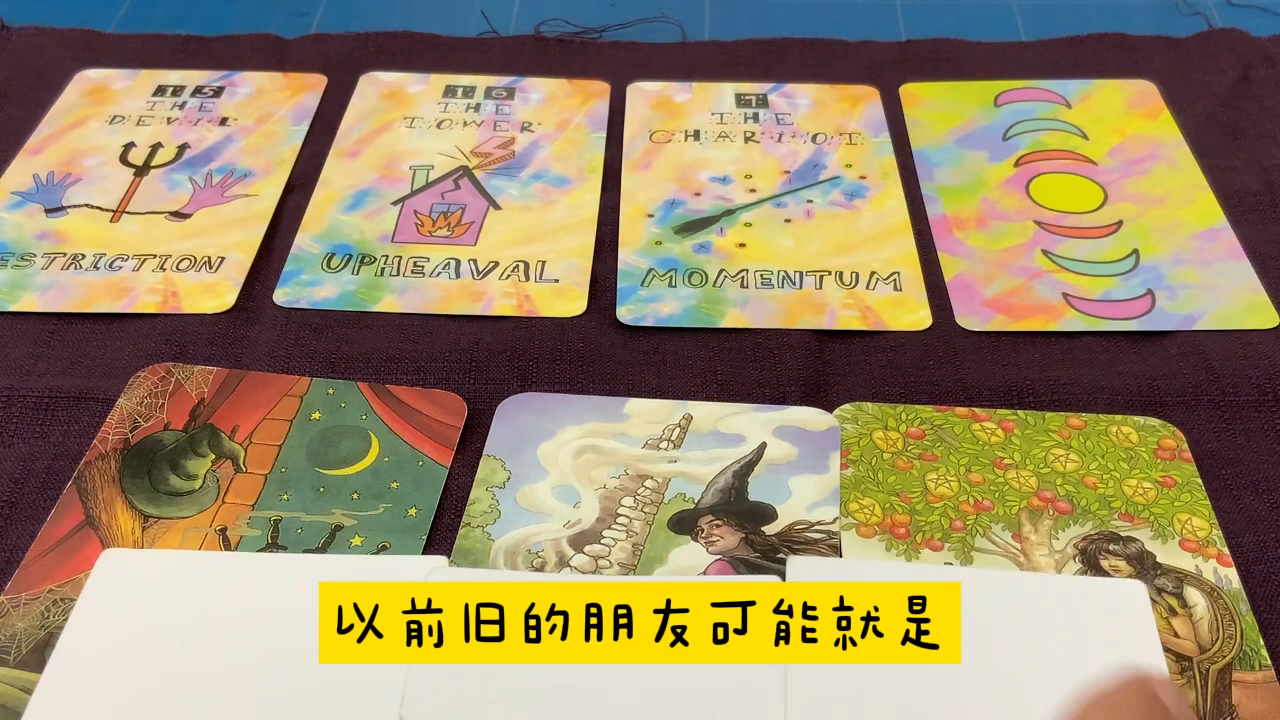 15
THE
DEVIL
ESTRICTION
16
THE
TOWER
UPHEAVAL
7
THE
CHARIOT
MOMENTUM
以前旧的朋友可能就是